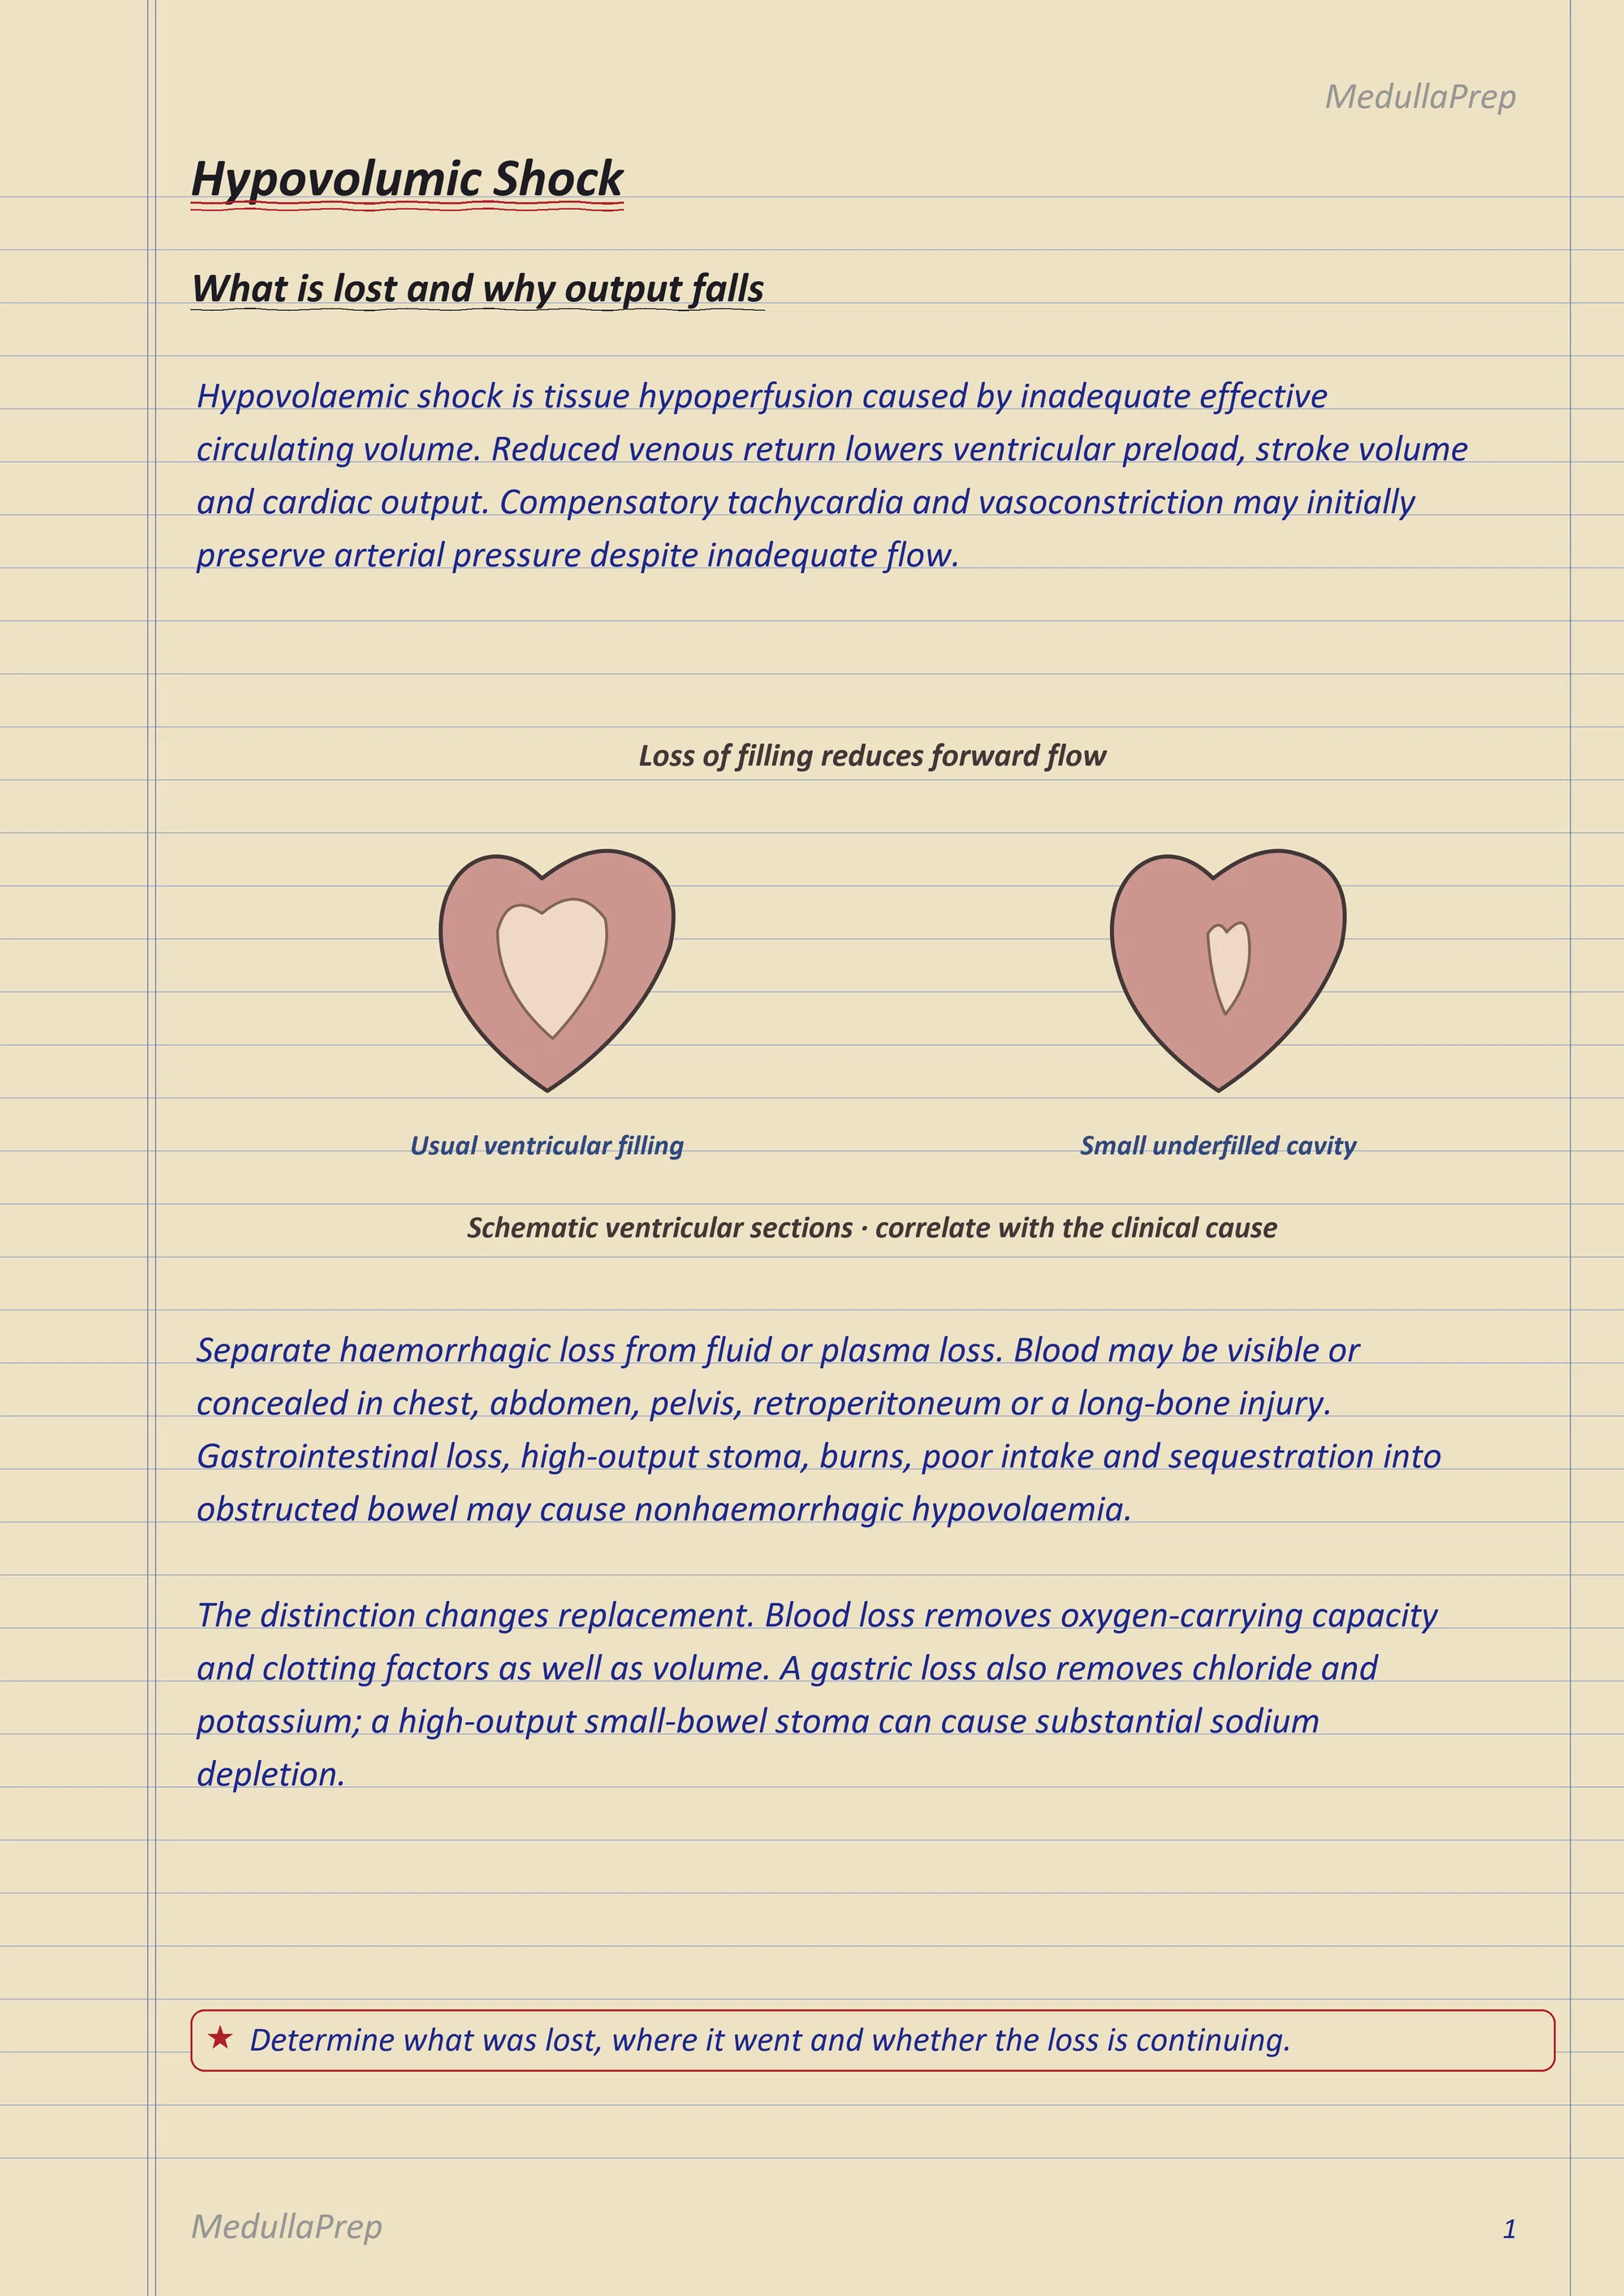 MedullaPrep
Hypovolumic Shock
What is lost and why output falls
Hypovolaemic shock is tissue hypoperfusion caused by inadequate effective
circulating volume. Reduced venous return lowers ventricular preload, stroke volume
and cardiac output. Compensatory tachycardia and vasoconstriction may initially
preserve arterial pressure despite inadequate flow.
Loss of filling reduces forward flow
Usual ventricular filling
Small underfilled cavity
Schematic ventricular sections · correlate with the clinical cause
Separate haemorrhagic loss from fluid or plasma loss. Blood may be visible or
concealed in chest, abdomen, pelvis, retroperitoneum or a long-bone injury.
Gastrointestinal loss, high-output stoma, burns, poor intake and sequestration into
obstructed bowel may cause nonhaemorrhagic hypovolaemia.
The distinction changes replacement. Blood loss removes oxygen-carrying capacity
and clotting factors as well as volume. A gastric loss also removes chloride and
potassium; a high-output small-bowel stoma can cause substantial sodium
depletion.
★ Determine what was lost, where it went and whether the loss is continuing.
MedullaPrep
1